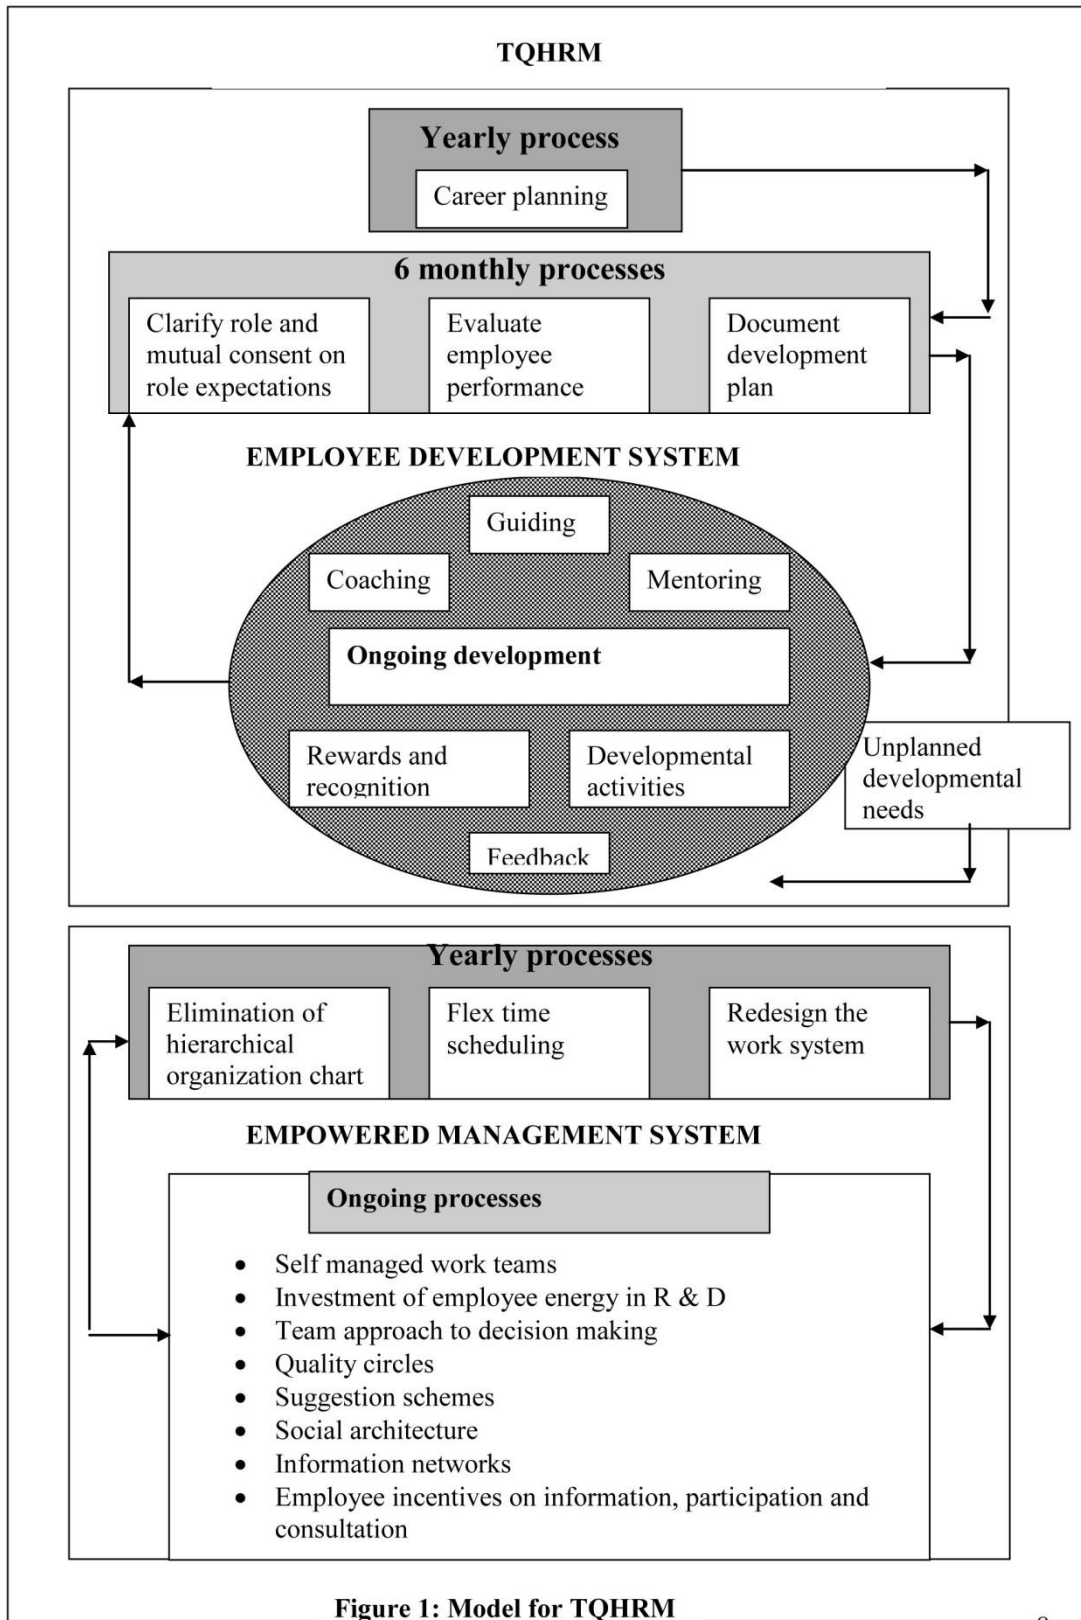 TQHRM
Yearly process
Career planning
6 monthly processes
Clarify role and
mutual consent on
role expectations
Evaluate
employee
performance
Document
development
plan
EMPLOYEE DEVELOPMENT SYSTEM
Guiding
Coaching
Mentoring
Ongoing development
Rewards and
recognition
Developmental
activities
Unplanned
developmental
needs
Feedback
Yearly processes
Elimination of
hierarchical
organization chart
Flex time
scheduling
Redesign the
work system
EMPOWERED MANAGEMENT SYSTEM
Ongoing processes
• Self managed work teams
• Investment of employee energy in R & D
• Team approach to decision making
• Quality circles
• Suggestion schemes
• Social architecture
• Information networks
• Employee incentives on information, participation and
consultation
Figure 1: Model for TQHRM